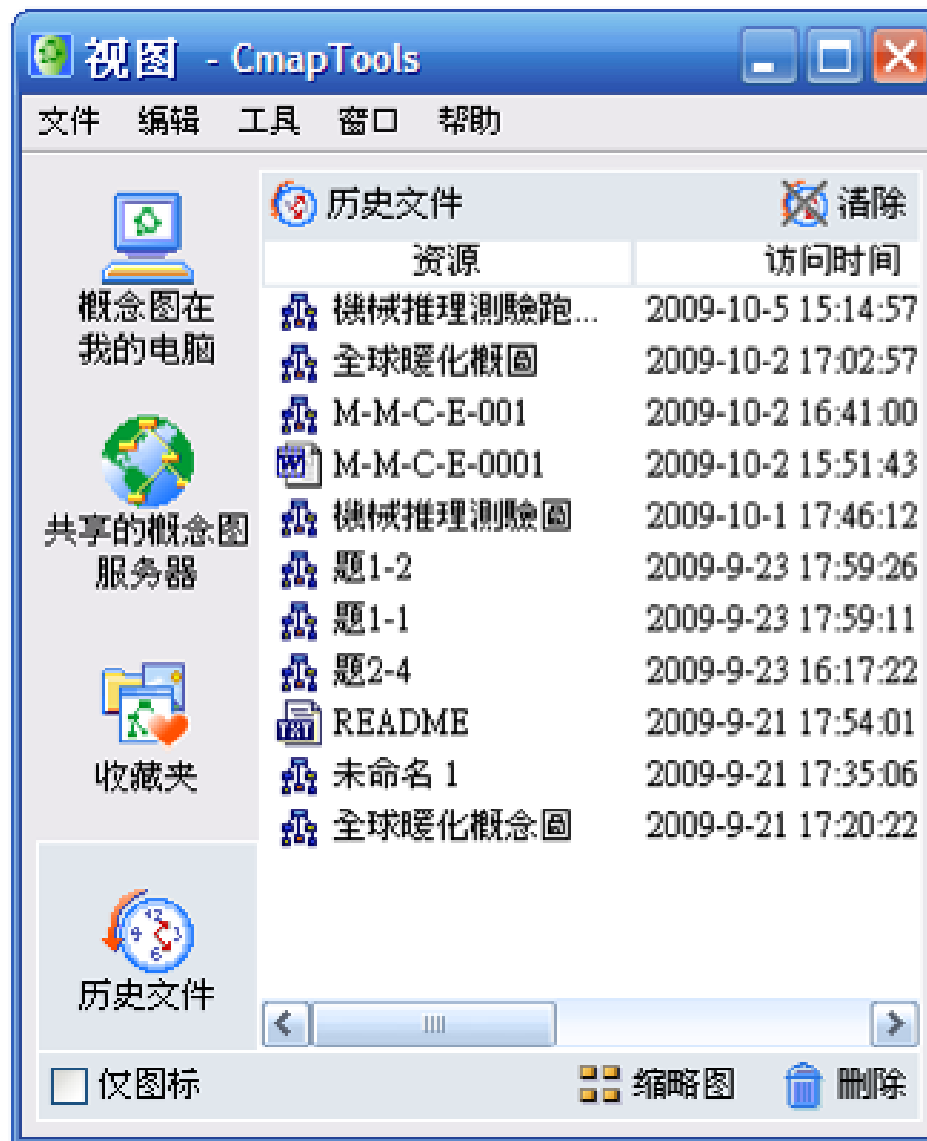 视图 - CmapTools
文件 编辑 工具 窗口 帮助
概念图在
我的电脑
共享的概念图
服务器
收藏夹
历史文件
历史文件 清除
资源 访问时间
機械推理測驗跑... 2009-10-5 15:14:57
全球暖化概圖 2009-10-2 17:02:57
M-M-C-E-001 2009-10-2 16:41:00
M-M-C-E-0001 2009-10-2 15:51:43
機械推理測驗圖 2009-10-1 17:46:12
題1-2 2009-9-23 17:59:26
題1-1 2009-9-23 17:59:11
題2-4 2009-9-23 16:17:22
README 2009-9-21 17:54:01
未命名 1 2009-9-21 17:35:06
全球暖化概念圖 2009-9-21 17:20:22
仅图标 缩略图 删除